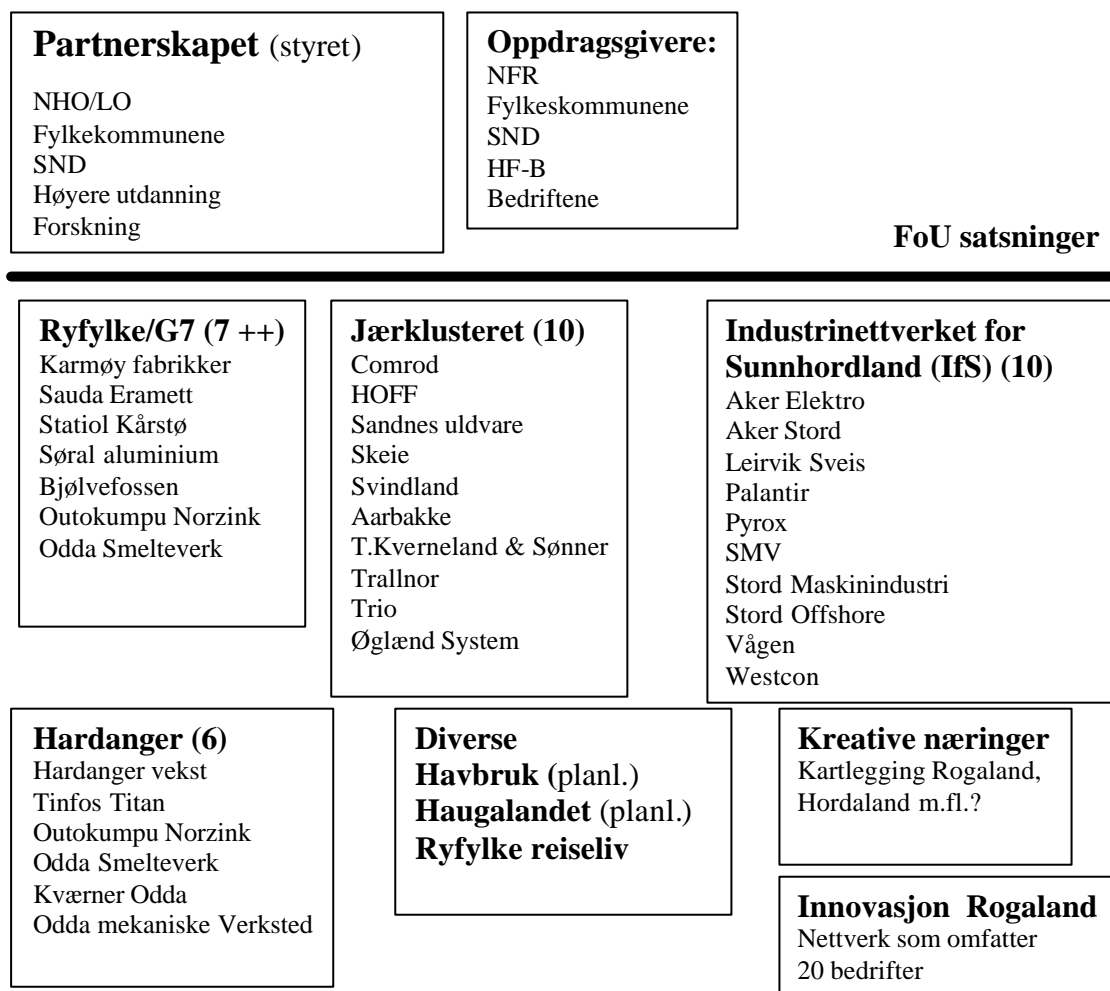 Partnerskapet (styret)
NHO/LO
Fylkekommunene
SND
Høyere utdanning
Forskning
Oppdragsgivere:
NFR
Fylkeskommunene
SND
HF-B
Bedriftene
FoU satsninger
Ryfylke/G7 (7 ++)
Karmøy fabrikker
Sauda Eramett
Statiol Kårstø
Søral aluminium
Bjølvefossen
Outokumpu Norzink
Odda Smelteverk
Jærklusteret (10)
Comrod
HOFF
Sandnes uldvare
Skeie
Svindland
Aarbakke
T.Kverneland & Sønner
Trallnor
Trio
Øglænd System
Industrinettverket for
Sunnhordland (IfS) (10)
Aker Elektro
Aker Stord
Leirvik Sveis
Palantir
Pyrox
SMV
Stord Maskinindustri
Stord Offshore
Vågen
Westcon
Hardanger (6)
Hardanger vekst
Tinfos Titan
Outokumpu Norzink
Odda Smelteverk
Kværner Odda
Odda mekaniske Verksted
Diverse
Havbruk (planl.)
Haugalandet (planl.)
Ryfylke reiseliv
Kreative næringer
Kartlegging Rogaland,
Hordaland m.fl.?
Innovasjon Rogaland
Nettverk som omfatter
20 bedrifter